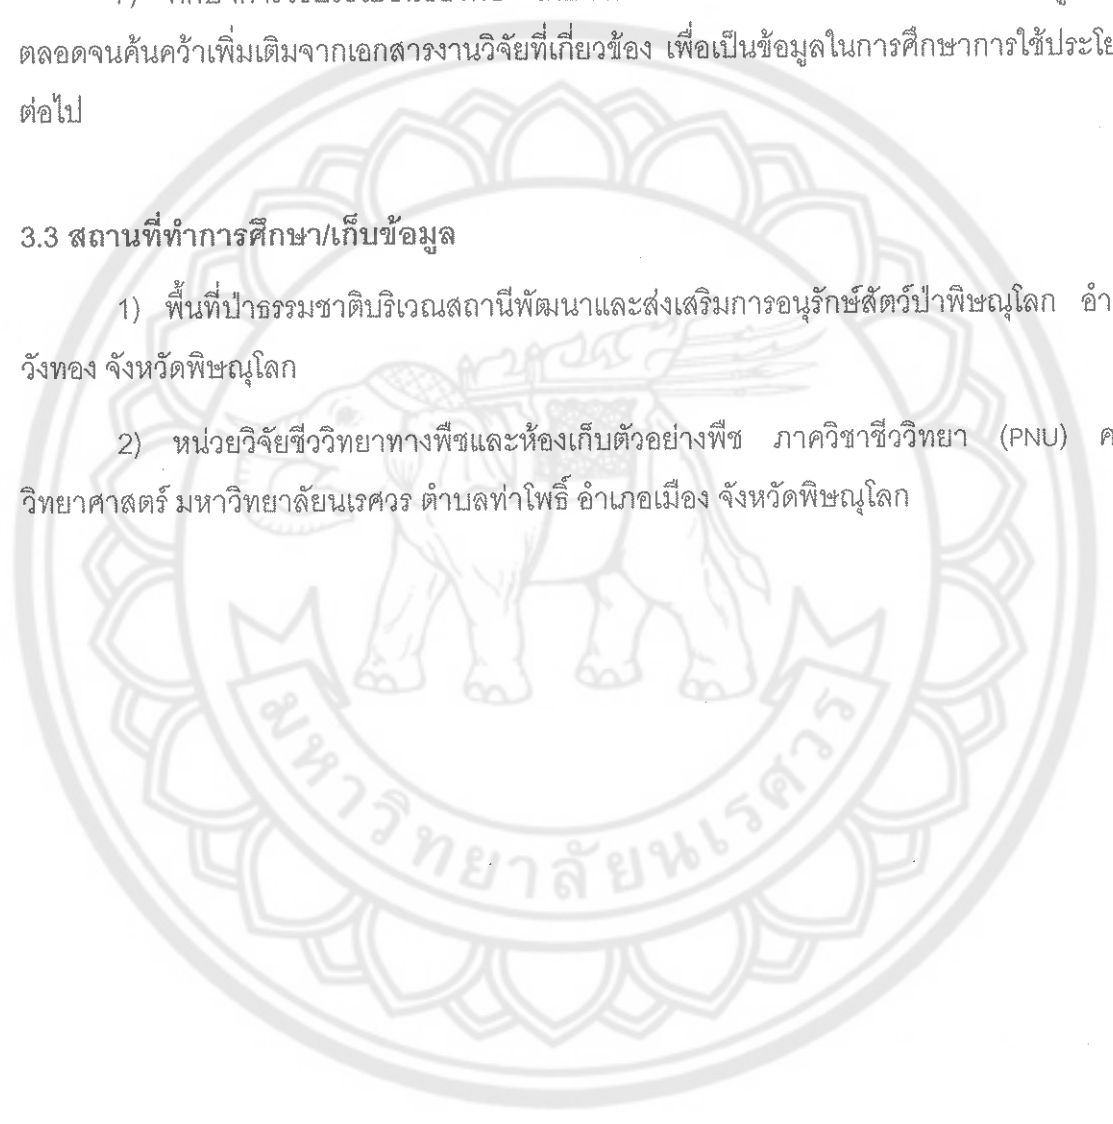 ตลอดจนค้นคว้าเพิ่มเติมจากเอกสารงานวิจัยที่เกี่ยวข้อง เพื่อเป็นข้อมูลในการศึกษาการใช้ประโย
ต่อไป
3.3 สถานที่ทำการศึกษา/เก็บข้อมูล
1) พื้นที่ป่าธรรมชาติบริเวณสถานีพัฒนาและส่งเสริมการอนุรักษ์สัตว์ป่าพิษณุโลก อำ
วังทอง จังหวัดพิษณุโลก
2) หน่วยวิจัยชีววิทยาทางพืชและห้องเก็บตัวอย่างพืช ภาควิชาชีววิทยา (PNU) ค
วิทยาศาสตร์ มหาวิทยาลัยนเรศวร ตำบลท่าโพธิ์ อำเภอเมือง จังหวัดพิษณุโลก
มหาวิทยาลัยนเรศวร